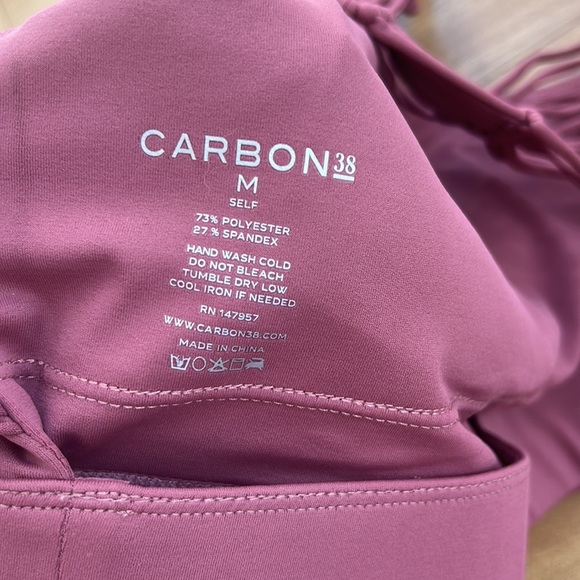 CARBON38
M
SELF
73% POLYESTER
27% SPANDEX
HAND WASH COLD
DO NOT BLEACH
TUMBLE DRY LOW
COOL IRON IF NEEDED
RN 147957
WWW.CARBON38.COM
MADE IN CHINA